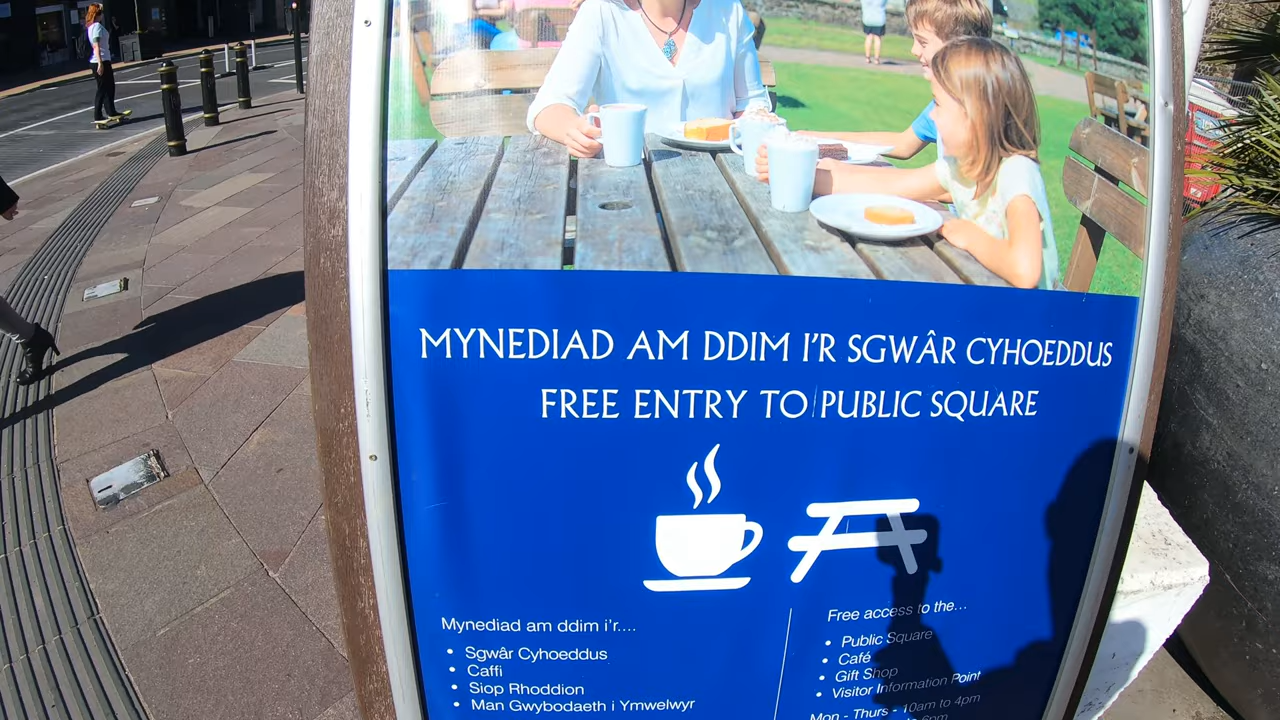 MYNEDIAD AM DDIM I'R SGWÂR CYHOEDDUS
FREE ENTRY TO PUBLIC SQUARE
Mynediad am ddim i'r....
• Sgwâr Cyhoeddus
• Caffi
• Siop Rhoddion
• Man Gwybodaeth i Ymwelwyr
Free access to the...
• Public Square
• Café
• Gift Shop
• Visitor Information Point
Mon - Thurs - 10am to 4pm
to 6pm